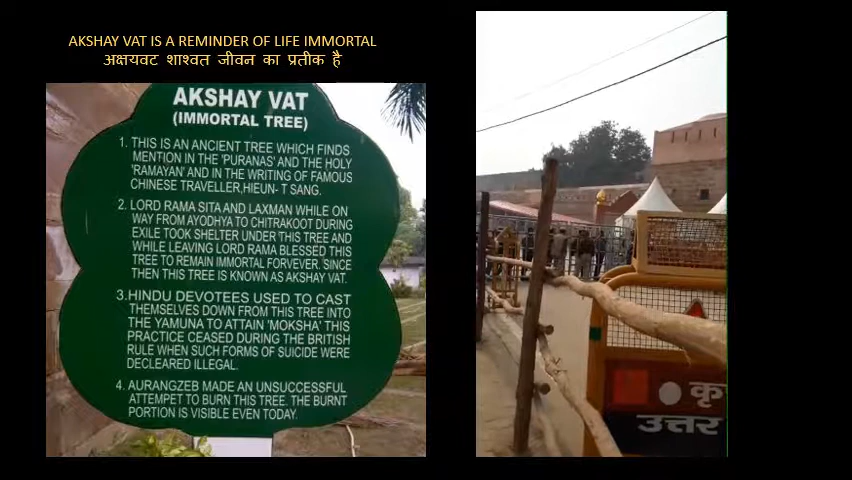 AKSHAY VAT IS A REMINDER OF LIFE IMMORTAL
अक्षयवट शाश्वत जीवन का प्रतीक है
AKSHAY VAT
(IMMORTAL TREE)
1. THIS IS AN ANCIENT TREE WHICH FINDS
MENTION IN THE 'PURANAS' AND THE HOLY
'RAMAYAN' AND IN THE WRITING OF FAMOUS
CHINESE TRAVELLER,HIEUN- T SANG.
2. LORD RAMA SITA AND LAXMAN WHILE ON
WAY FROM AYODHYA TO CHITRAKOOT DURING
EXILE TOOK SHELTER UNDER THIS TREE AND
WHILE LEAVING LORD RAMA BLESSED THIS
TREE TO REMAIN IMMORTAL FORVEVER. SINCE
THEN THIS TREE IS KNOWN AS AKSHAY VAT.
3. HINDU DEVOTEES USED TO CAST
THEMSELVES DOWN FROM THIS TREE INTO
THE YAMUNA TO ATTAIN 'MOKSHA' THIS
PRACTICE CEASED DURING THE BRITISH
RULE WHEN SUCH FORMS OF SUICIDE WERE
DECLEARED ILLEGAL.
4. AURANGZEB MADE AN UNSUCCESSFUL
ATTEMPET TO BURN THIS TREE. THE BURNT
PORTION IS VISIBLE EVEN TODAY.
उत्तर